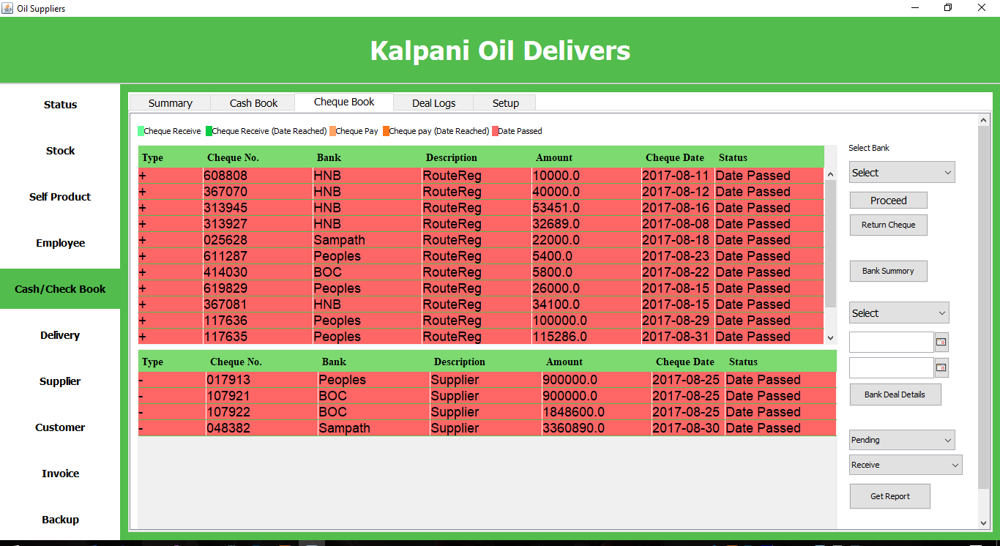 Oil Suppliers
Kalpani Oil Delivers
Status
Stock
Self Product
Employee
Cash/Check Book
Delivery
Supplier
Customer
Invoice
Backup
Summary Cash Book Cheque Book Deal Logs Setup
Cheque Receive Cheque Receive (Date Reached) Cheque Pay Cheque pay (Date Reached) Date Passed
Type Cheque No. Bank Description Amount Cheque Date Status
+ 608808 HNB RouteReg 10000.0 2017-08-11 Date Passed
+ 367070 HNB RouteReg 40000.0 2017-08-12 Date Passed
+ 313945 HNB RouteReg 53451.0 2017-08-16 Date Passed
+ 313927 HNB RouteReg 32689.0 2017-08-08 Date Passed
+ 025628 Sampath RouteReg 22000.0 2017-08-18 Date Passed
+ 611287 Peoples RouteReg 5400.0 2017-08-23 Date Passed
+ 414030 BOC RouteReg 5800.0 2017-08-22 Date Passed
+ 619829 Peoples RouteReg 26000.0 2017-08-15 Date Passed
+ 367081 HNB RouteReg 34100.0 2017-08-15 Date Passed
+ 117636 Peoples RouteReg 100000.0 2017-08-29 Date Passed
+ 117635 Peoples RouteReg 115286.0 2017-08-31 Date Passed
Type Cheque No. Bank Description Amount Cheque Date Status
- 017913 Peoples Supplier 900000.0 2017-08-25 Date Passed
- 107921 BOC Supplier 900000.0 2017-08-25 Date Passed
- 107922 BOC Supplier 1848600.0 2017-08-25 Date Passed
- 048382 Sampath Supplier 3360890.0 2017-08-30 Date Passed
Select Bank
Select
Proceed
Return Cheque
Bank Summory
Select
Bank Deal Details
Pending
Receive
Get Report